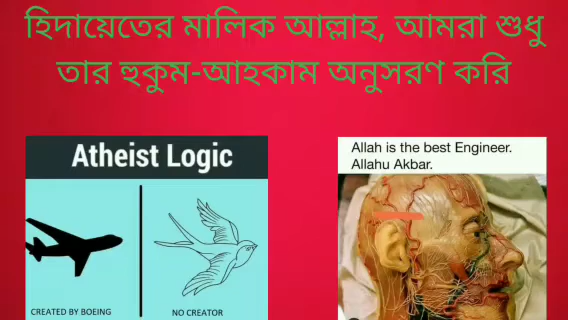 হিদায়েতের মালিক আল্লাহ, আমরা শুধু
তার হুকুম-আহকাম অনুসরণ করি
Atheist Logic
CREATED BY BOEING
NO CREATOR
Allah is the best Engineer.
Allahu Akbar.